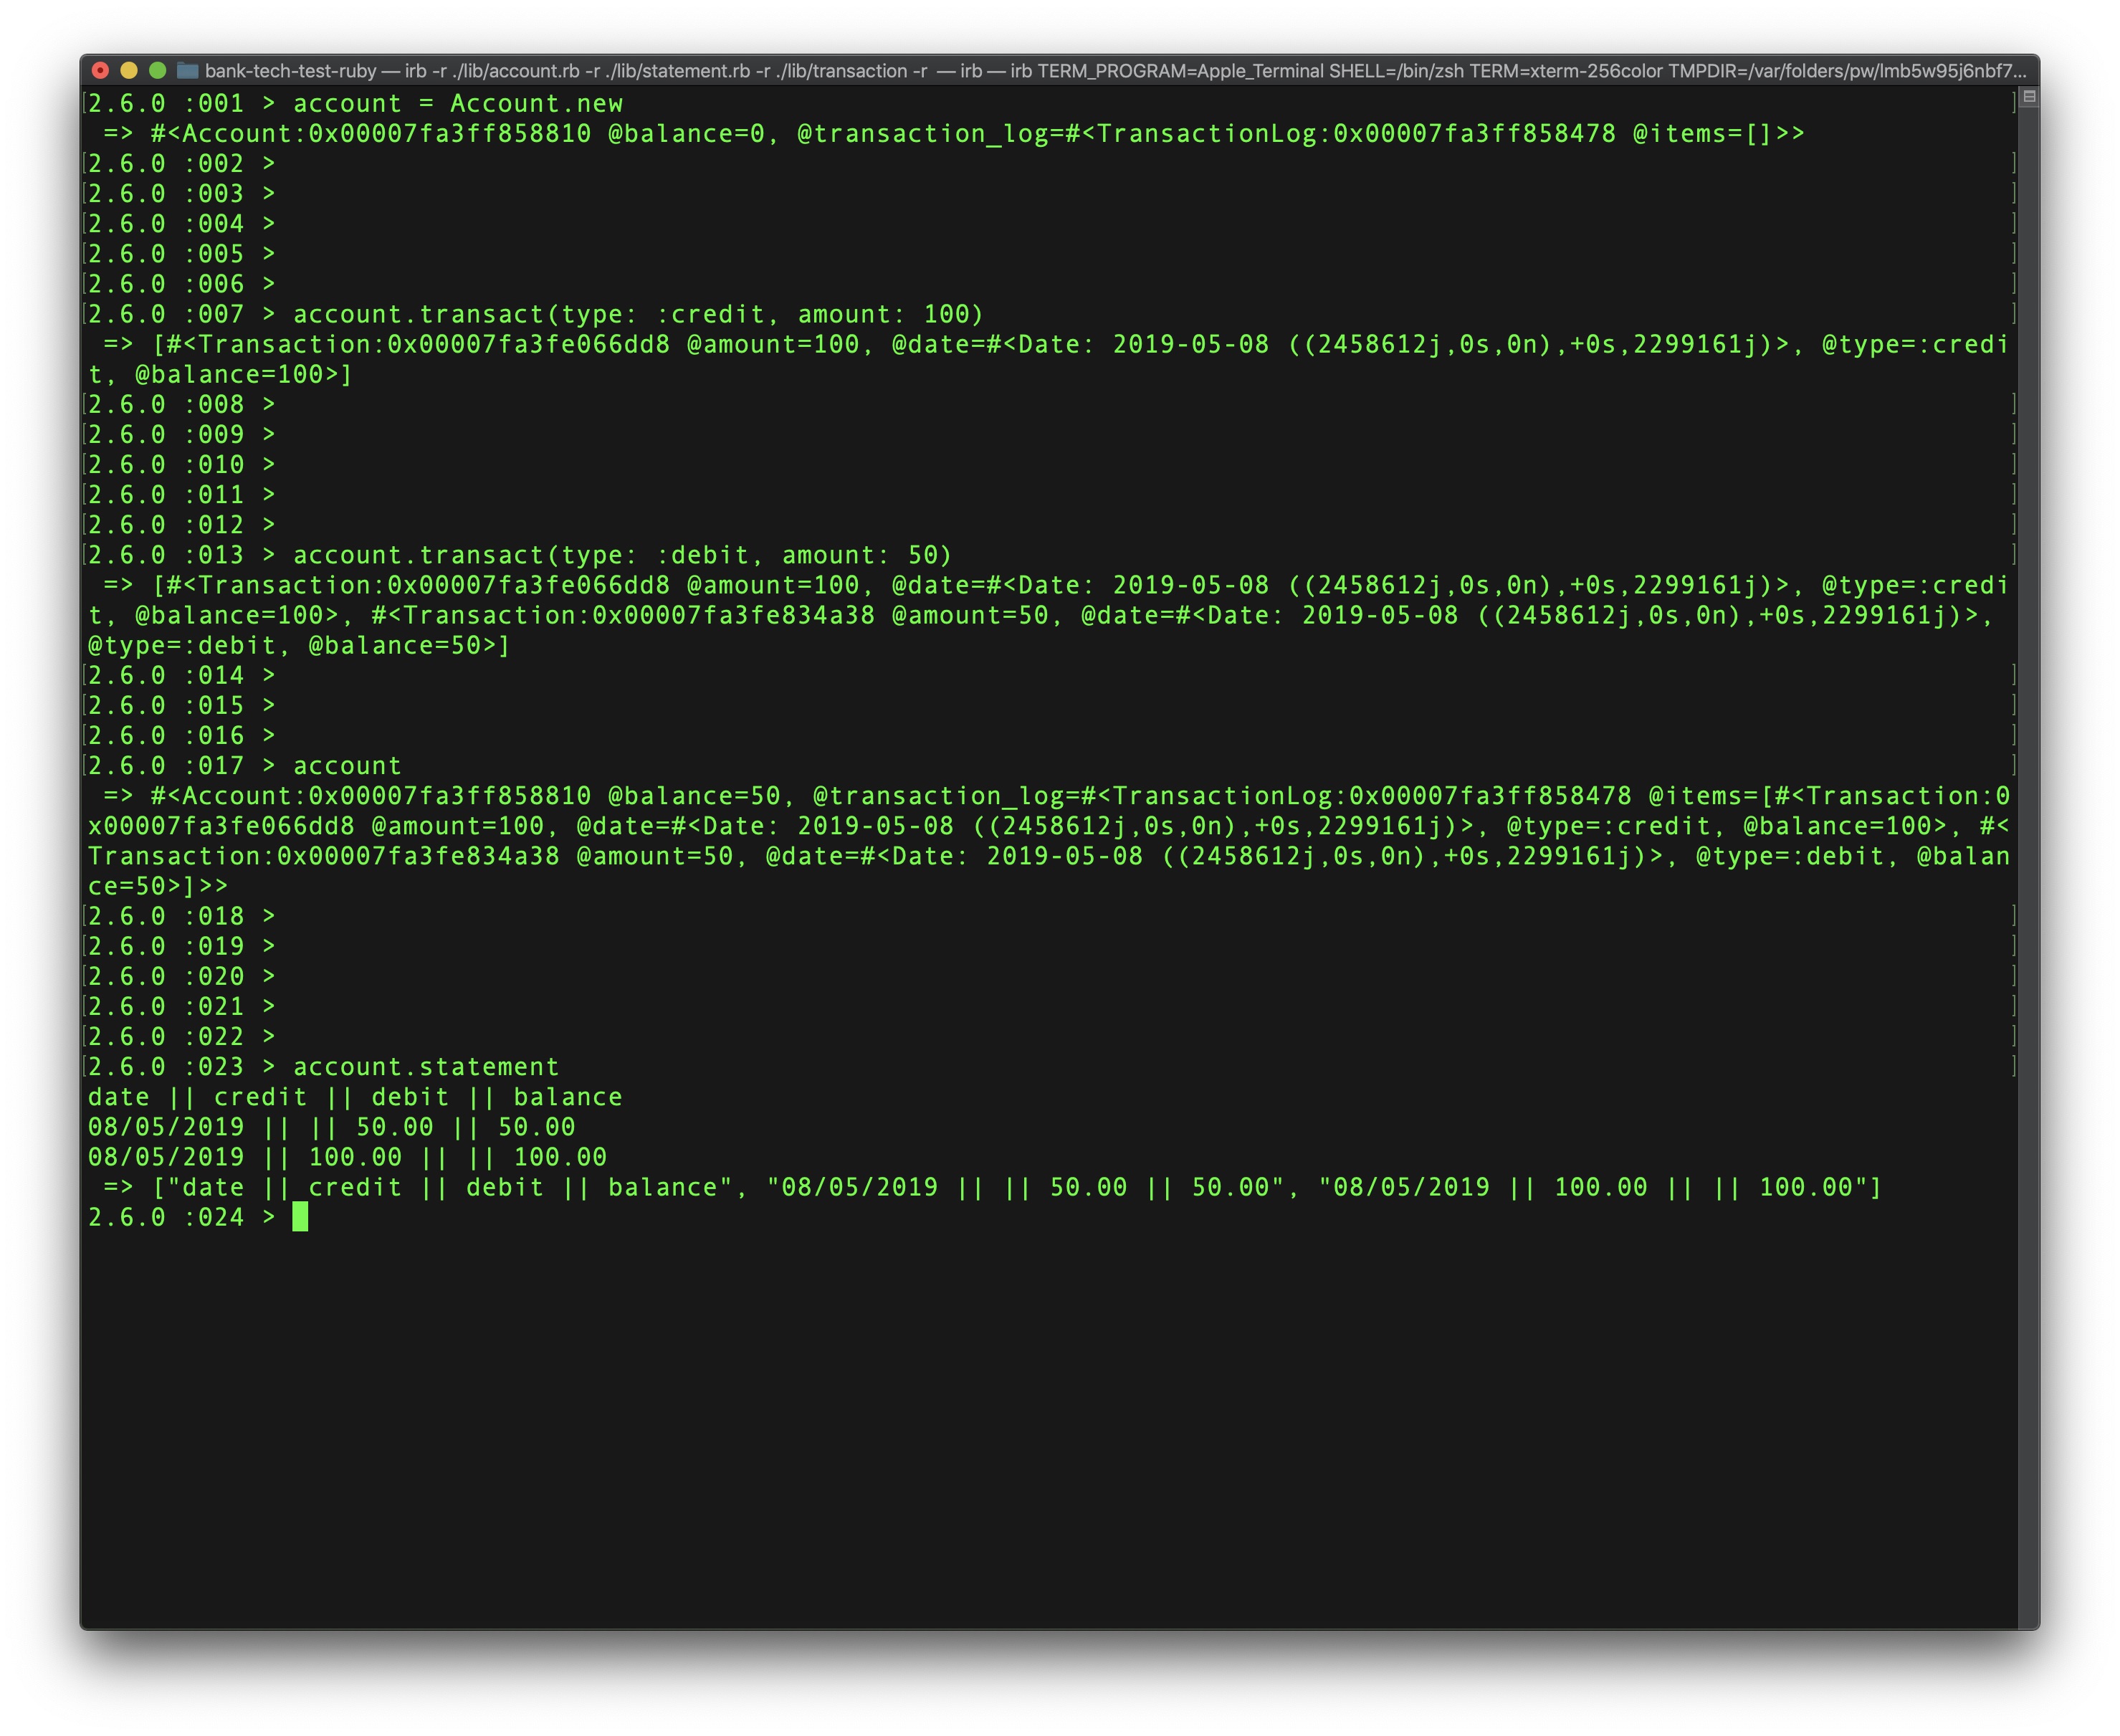 bank-tech-test-ruby — irb -r ./lib/account.rb -r ./lib/statement.rb -r ./lib/transaction -r — irb — irb TERM_PROGRAM=Apple_Terminal SHELL=/bin/zsh TERM=xterm-256color TMPDIR=/var/folders/pw/lmb5w95j6nbf7...
[2.6.0 :001 > account = Account.new ]
 => #<Account:0x00007fa3ff858810 @balance=0, @transaction_log=#<TransactionLog:0x00007fa3ff858478 @items=[]>>
[2.6.0 :002 > ]
[2.6.0 :003 > ]
[2.6.0 :004 > ]
[2.6.0 :005 > ]
[2.6.0 :006 > ]
[2.6.0 :007 > account.transact(type: :credit, amount: 100) ]
 => [#<Transaction:0x00007fa3fe066dd8 @amount=100, @date=#<Date: 2019-05-08 ((2458612j,0s,0n),+0s,2299161j)>, @type=:credi
t, @balance=100>]
[2.6.0 :008 > ]
[2.6.0 :009 > ]
[2.6.0 :010 > ]
[2.6.0 :011 > ]
[2.6.0 :012 > ]
[2.6.0 :013 > account.transact(type: :debit, amount: 50) ]
 => [#<Transaction:0x00007fa3fe066dd8 @amount=100, @date=#<Date: 2019-05-08 ((2458612j,0s,0n),+0s,2299161j)>, @type=:credi
t, @balance=100>, #<Transaction:0x00007fa3fe834a38 @amount=50, @date=#<Date: 2019-05-08 ((2458612j,0s,0n),+0s,2299161j)>,
@type=:debit, @balance=50>]
[2.6.0 :014 > ]
[2.6.0 :015 > ]
[2.6.0 :016 > ]
[2.6.0 :017 > account ]
 => #<Account:0x00007fa3ff858810 @balance=50, @transaction_log=#<TransactionLog:0x00007fa3ff858478 @items=[#<Transaction:0
x00007fa3fe066dd8 @amount=100, @date=#<Date: 2019-05-08 ((2458612j,0s,0n),+0s,2299161j)>, @type=:credit, @balance=100>, #<
Transaction:0x00007fa3fe834a38 @amount=50, @date=#<Date: 2019-05-08 ((2458612j,0s,0n),+0s,2299161j)>, @type=:debit, @balan
ce=50>]>>
[2.6.0 :018 > ]
[2.6.0 :019 > ]
[2.6.0 :020 > ]
[2.6.0 :021 > ]
[2.6.0 :022 > ]
[2.6.0 :023 > account.statement ]
date || credit || debit || balance
08/05/2019 || || 50.00 || 50.00
08/05/2019 || 100.00 || || 100.00
 => ["date || credit || debit || balance", "08/05/2019 || || 50.00 || 50.00", "08/05/2019 || 100.00 || || 100.00"]
2.6.0 :024 >